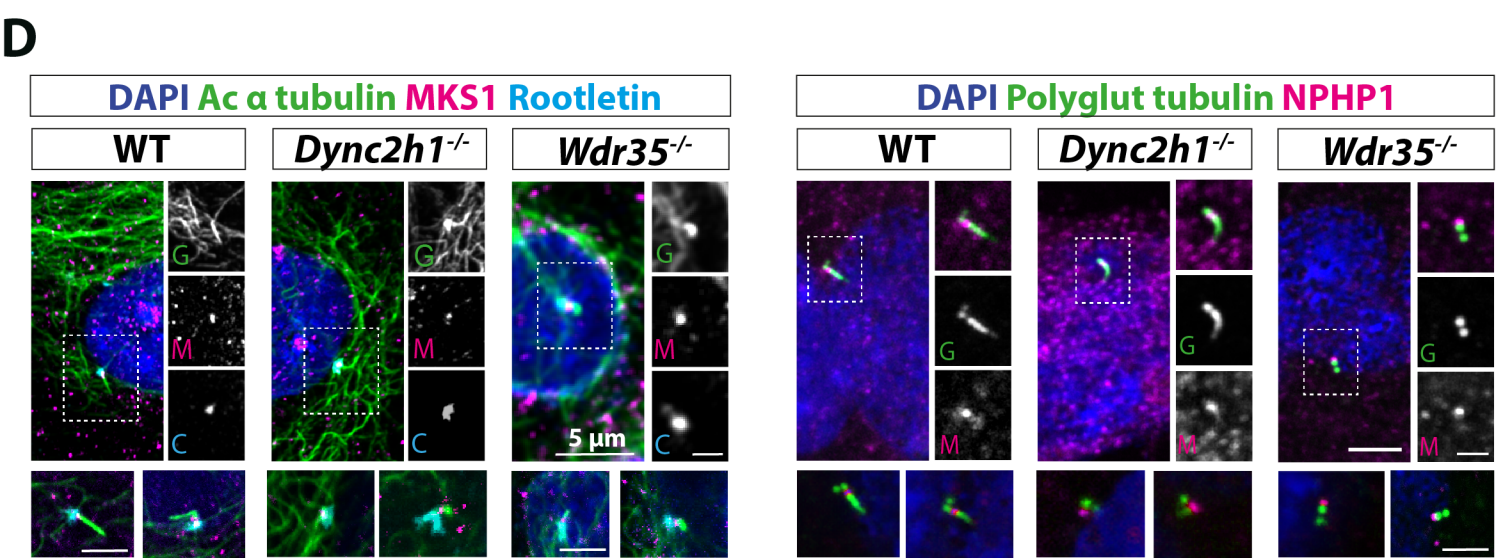 D
DAPI Ac α tubulin MKS1 Rootletin
WT
Dync2h1-/-
Wdr35-/-
G
M
C
G
M
C
G
M
C
5 μm
DAPI Polyglut tubulin NPHP1
WT
Dync2h1-/-
Wdr35-/-
G
M
G
M
G
M